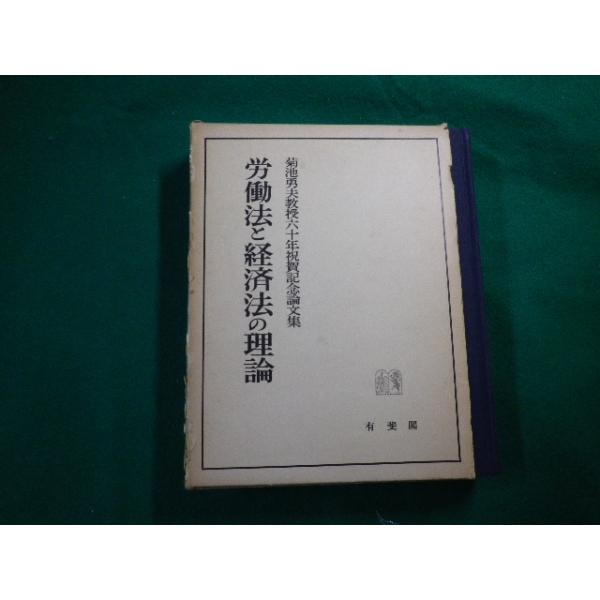 菊池勇夫教授六十年祝賀記念論文集
労働法と経済法の理論
有斐閣